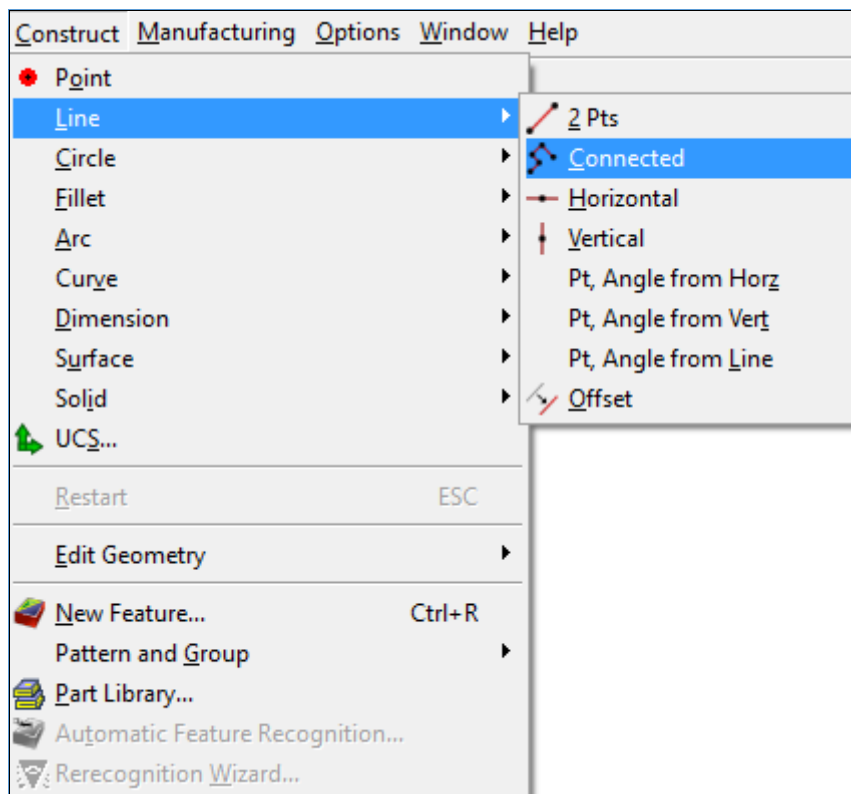 Construct Manufacturing Options Window Help
Point
Line
Circle
Fillet
Arc
Curve
Dimension
Surface
Solid
UCS...
Restart ESC
Edit Geometry
New Feature... Ctrl+R
Pattern and Group
Part Library...
Automatic Feature Recognition...
Rerecognition Wizard...
2 Pts
Connected
Horizontal
Vertical
Pt, Angle from Horz
Pt, Angle from Vert
Pt, Angle from Line
Offset